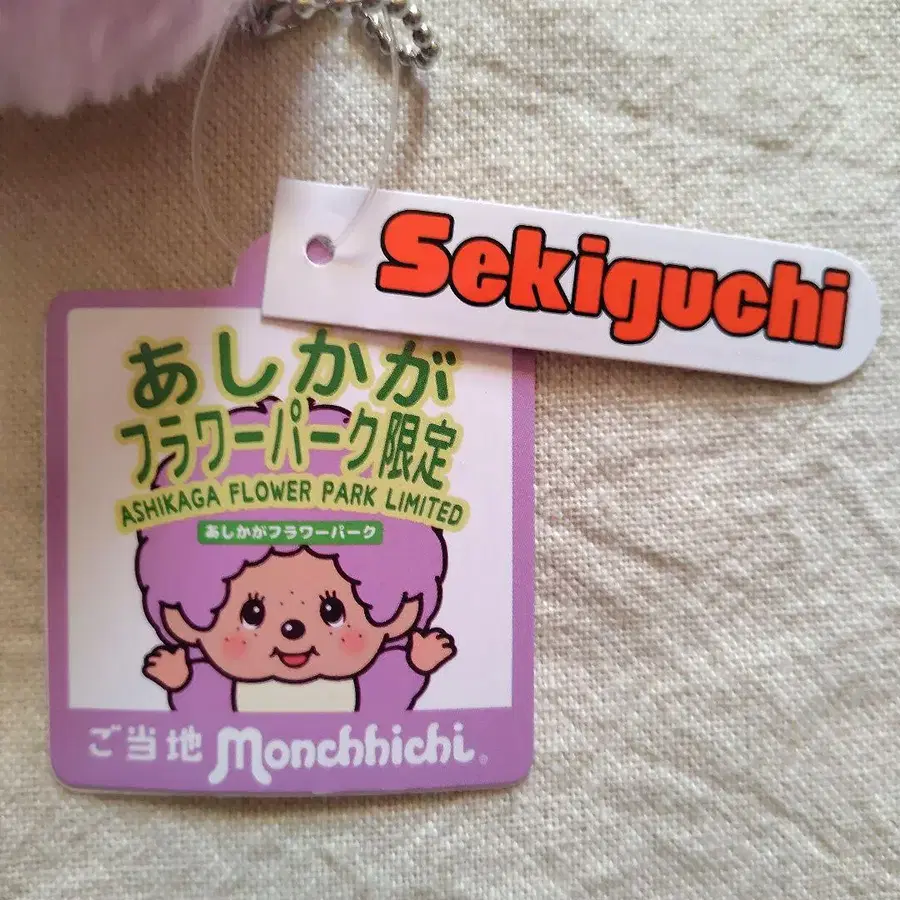 Sekiguchi
あしかが
フラワーパーク限定
ASHIKAGA FLOWER PARK LIMITED
あしかがフラワーパーク
ご当地 Monchhichi®